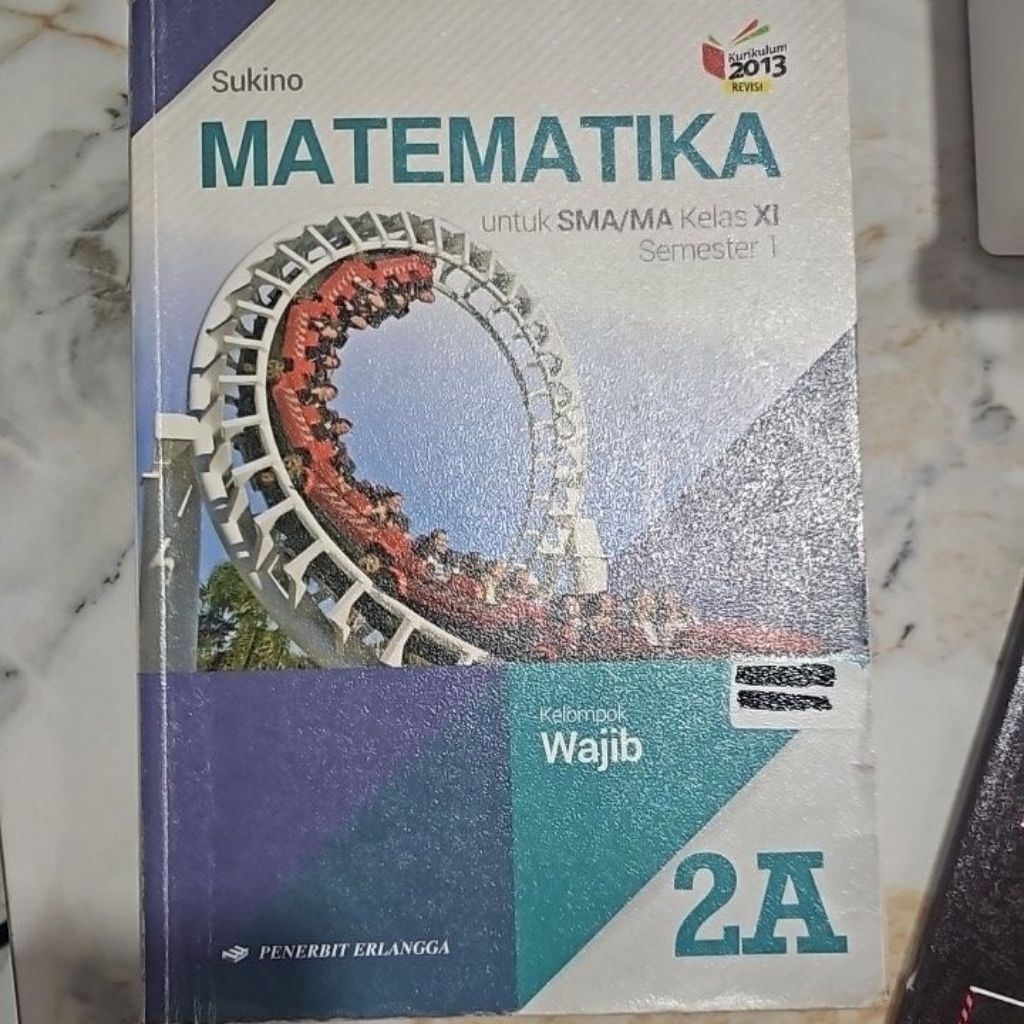 Sukino
Kurikulum
2013
REVISI
MATEMATIKA
untuk SMA/MA Kelas XI
Semester 1
Kelompok
Wajib
2A
PENERBIT ERLANGGA